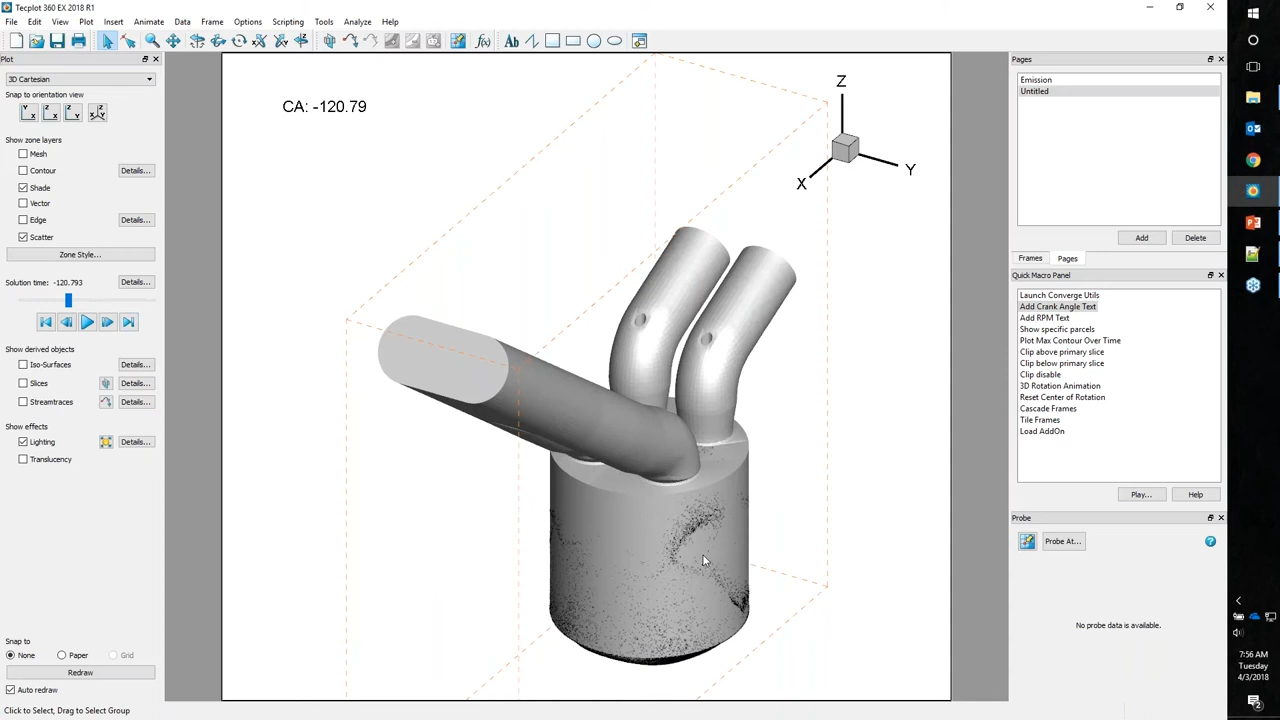 Tecplot 360 EX 2018 R1
File Edit View Plot Insert Animate Data Frame Options Scripting Tools Analyze Help
Plot
3D Cartesian
Snap to orientation view
Show zone layers
Mesh
Contour Details...
Shade
Vector
Edge Details...
Scatter
Zone Style...
Solution time: -120.793 Details...
Show derived objects
Iso-Surfaces Details...
Slices Details...
Streamtraces Details...
Show effects
Lighting Details...
Translucency
Snap to
None Paper Grid
Redraw
Auto redraw
Click to Select, Drag to Select Group
CA: -120.79
Z
Y
X
Pages
Emission
Untitled
Add Delete
Frames Pages
Quick Macro Panel
Launch Converge Utils
Add Crank Angle Text
Add RPM Text
Show specific parcels
Plot Max Contour Over Time
Clip above primary slice
Clip below primary slice
Clip disable
3D Rotation Animation
Reset Center of Rotation
Cascade Frames
Tile Frames
Load AddOn
Play... Help
Probe
Probe At...
No probe data is available.
7:56 AM
Tuesday
4/3/2018